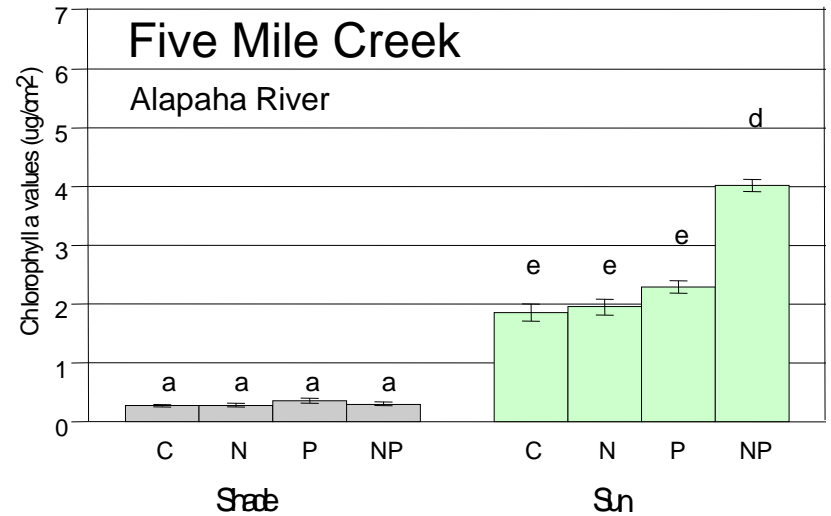 Five Mile Creek
Alapaha River
Chlorophyll a values (ug/cm²)
7
6
5
4
3
2
1
0
a a a a e e e d
C N P NP C N P NP
Shade Sun